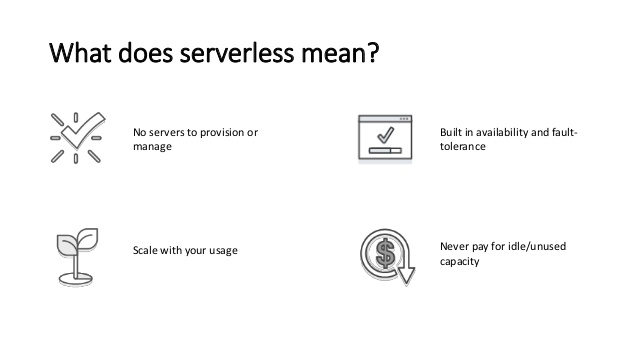 What does serverless mean?
No servers to provision or
manage
Built in availability and fault-
tolerance
Scale with your usage
Never pay for idle/unused
capacity